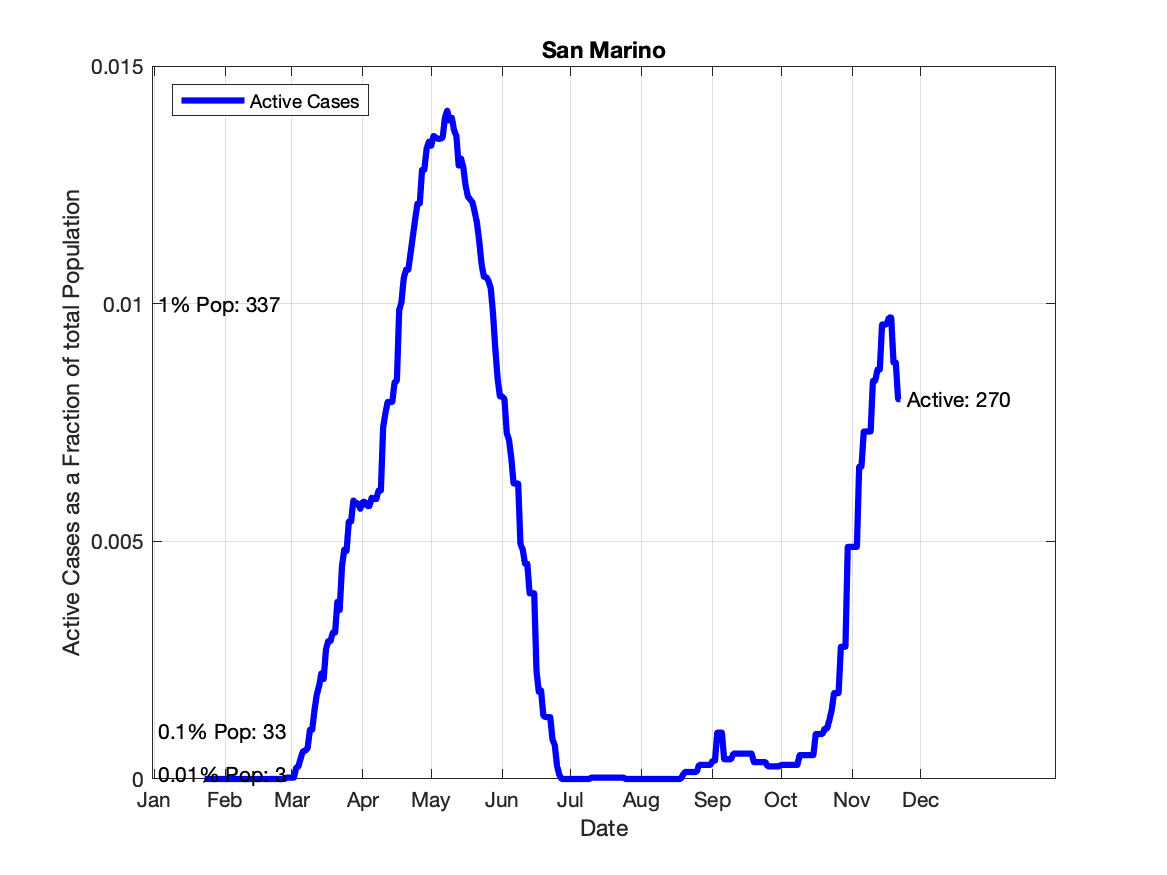 San Marino
0.015
Active Cases
Active Cases as a Fraction of total Population
1% Pop: 337
0.01
Active: 270
0.005
0.1% Pop: 33
0.01% Pop: 3
0
Jan Feb Mar Apr May Jun Jul Aug Sep Oct Nov Dec
Date